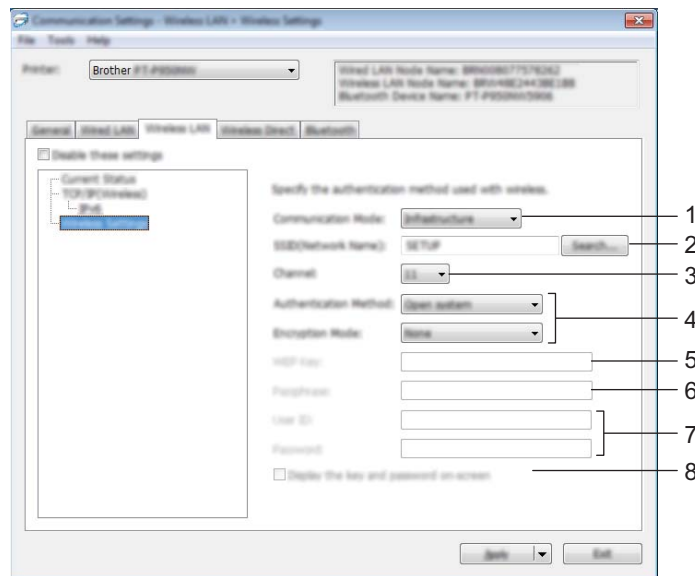 Communication Settings - Wireless LAN > Wireless Settings
File Tools Help
Printer: Brother PT-P950NW
Wired LAN Node Name:
Wireless LAN Node Name:
Bluetooth Device Name:
General Wired LAN Wireless LAN Wireless Direct Bluetooth
Disable these settings
Current Status
TCP/IP(Wireless)
IPv6
Wireless Settings
Specify the authentication method used with wireless.
Communication Mode: Infrastructure 1
SSID(Network Name): SETUP Search... 2
Channel: 11 3
Authentication Method: Open system
4
Encryption Mode: None
WEP Key: 5
Passphrase: 6
User ID:
7
Password:
Display the key and password on-screen 8
Apply Exit